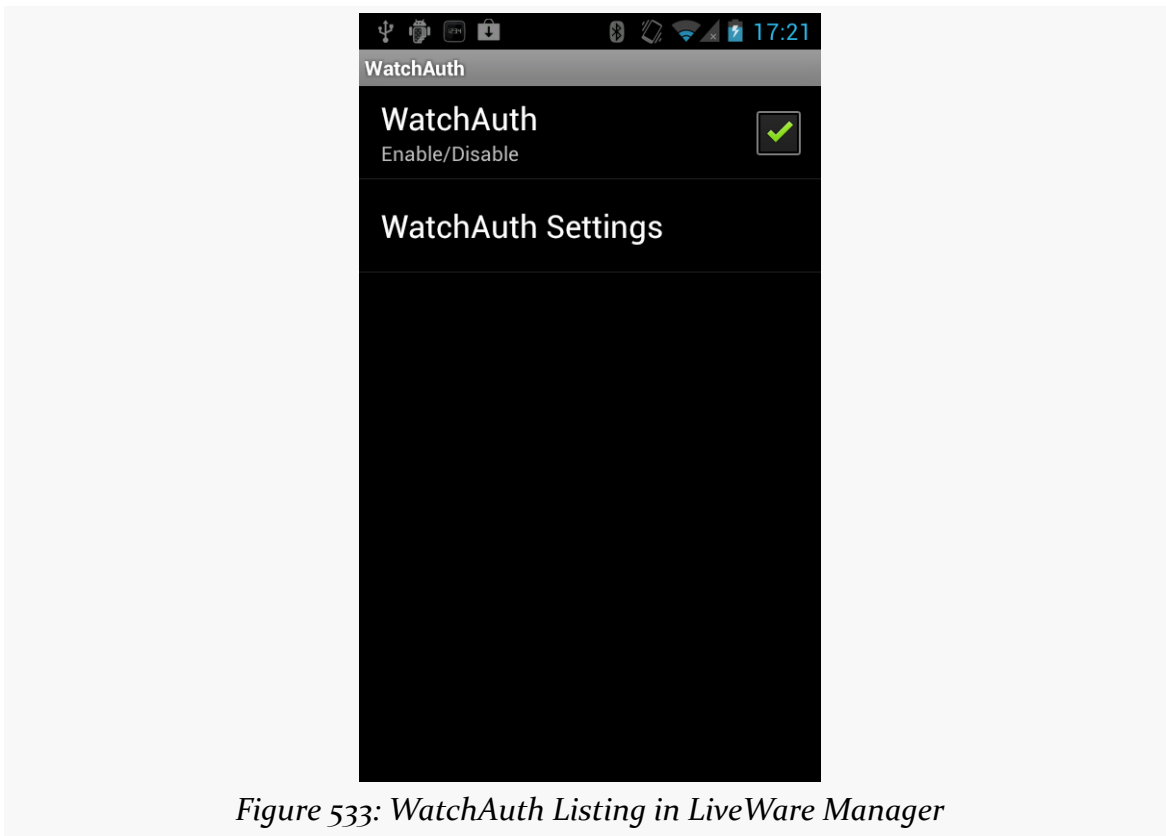 17:21
WatchAuth
WatchAuth
Enable/Disable
WatchAuth Settings
Figure 533: WatchAuth Listing in LiveWare Manager